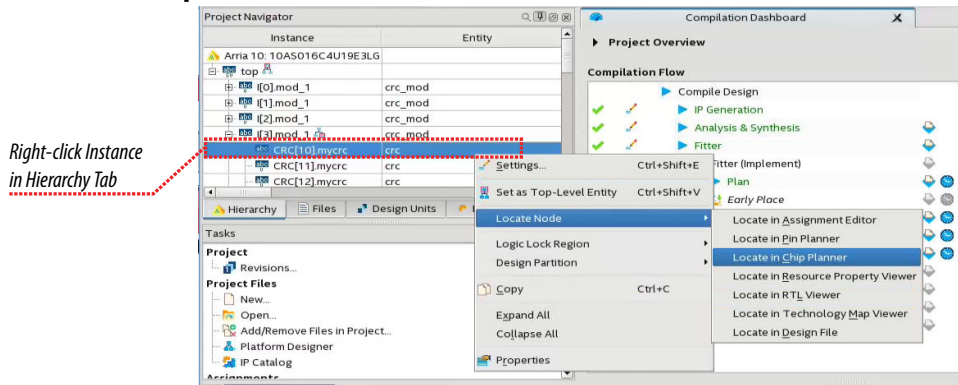 Project Navigator
Instance Entity
Arria 10: 10AS016C4U19E3LG
top
I[0].mod_1 crc_mod
I[1].mod_1 crc_mod
I[2].mod_1 crc_mod
I[3].mod_1 crc_mod
CRC[10].mycrc crc
CRC[11].mycrc crc
CRC[12].mycrc crc
Hierarchy Files Design Units
Tasks
Project
Revisions...
Project Files
New...
Open...
Add/Remove Files in Project...
Platform Designer
IP Catalog
Assignments
Right-click Instance
in Hierarchy Tab
Compilation Dashboard
Project Overview
Compilation Flow
Compile Design
IP Generation
Analysis & Synthesis
Fitter
Fitter (Implement)
Plan
Early Place
Settings... Ctrl+Shift+E
Set as Top-Level Entity Ctrl+Shift+V
Locate Node
Logic Lock Region
Design Partition
Copy Ctrl+C
Expand All
Collapse All
Properties
Locate in Assignment Editor
Locate in Pin Planner
Locate in Chip Planner
Locate in Resource Property Viewer
Locate in RTL Viewer
Locate in Technology Map Viewer
Locate in Design File